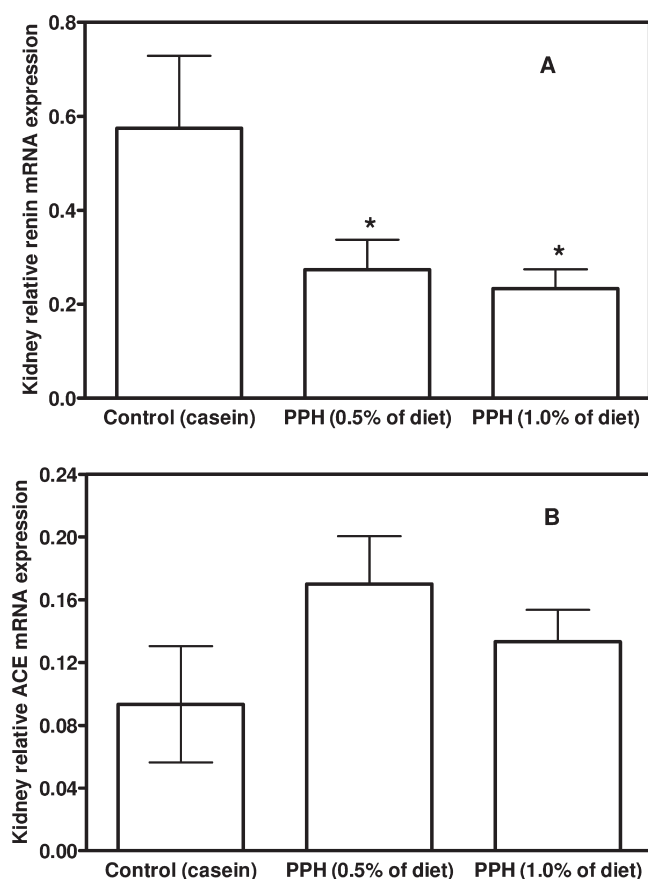 Kidney relative renin mRNA expression
0.8
0.6
0.4
0.2
0.0
A
*
*
Control (casein) PPH (0.5% of diet) PPH (1.0% of diet)
Kidney relative ACE mRNA expression
0.24
0.20
0.16
0.12
0.08
0.04
0.00
B
Control (casein) PPH (0.5% of diet) PPH (1.0% of diet)